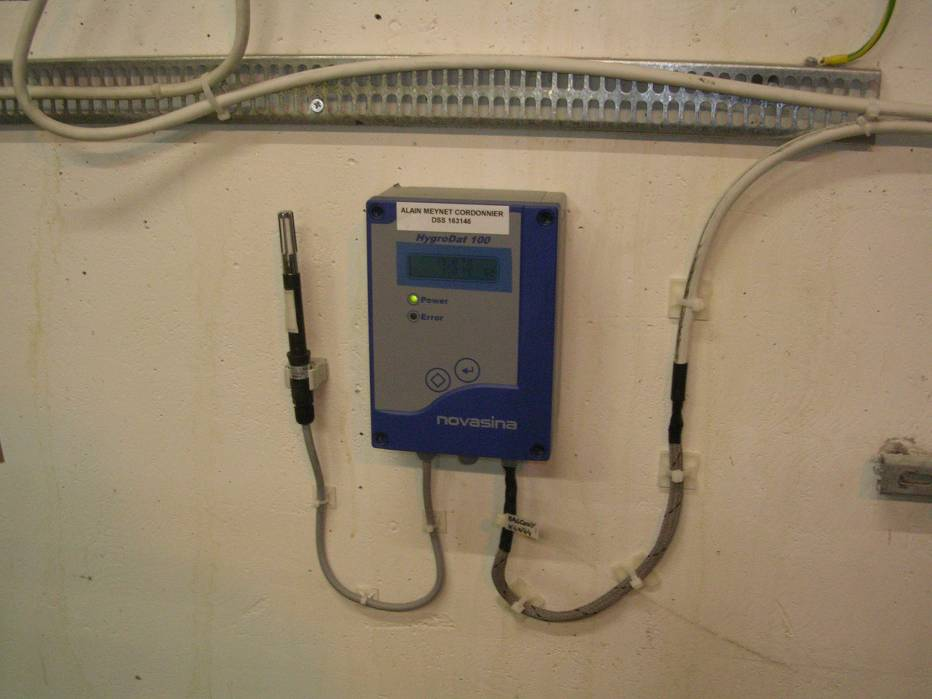 ALAIN MEYNET CORDONNIER
DSS 163146
HygroDat 100
Power
Error
novasina